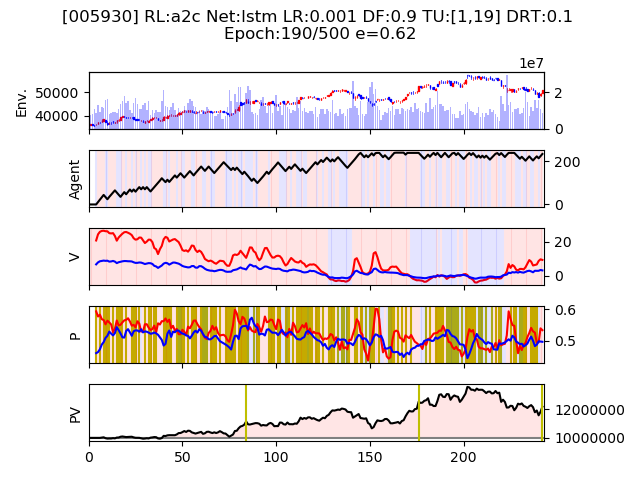 [005930] RL:a2c Net:lstm LR:0.001 DF:0.9 TU:[1,19] DRT:0.1
Epoch:190/500 e=0.62
1e7
Env.
50000
40000
2
0
Agent
200
0
V
20
0
P
0.6
0.5
PV
12000000
10000000
0
50
100
150
200